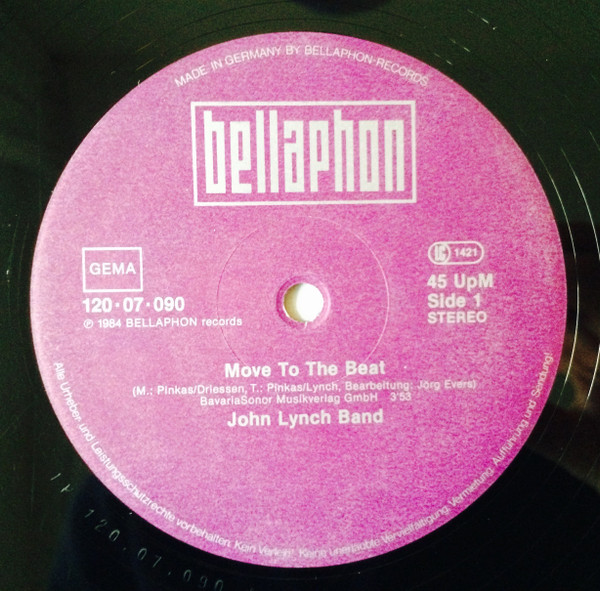 MADE IN GERMANY BY BELLAPHON-RECORDS
bellaphon
GEMA
LC 1421
120·07·090
℗ 1984 BELLAPHON records
45 UpM
Side 1
STEREO
Move To The Beat
(M.: Pinkas/Driessen, T.: Pinkas/Lynch, Bearbeitung: Jörg Evers)
BavariaSonor Musikverlag GmbH 3'53
John Lynch Band
Alle Urheber- und Leistungsschutzrechte vorbehalten. Kein Verleih! Keine unerlaubte Vervielfältigung, Vermietung, Aufführung und Sendung!
120.07.090